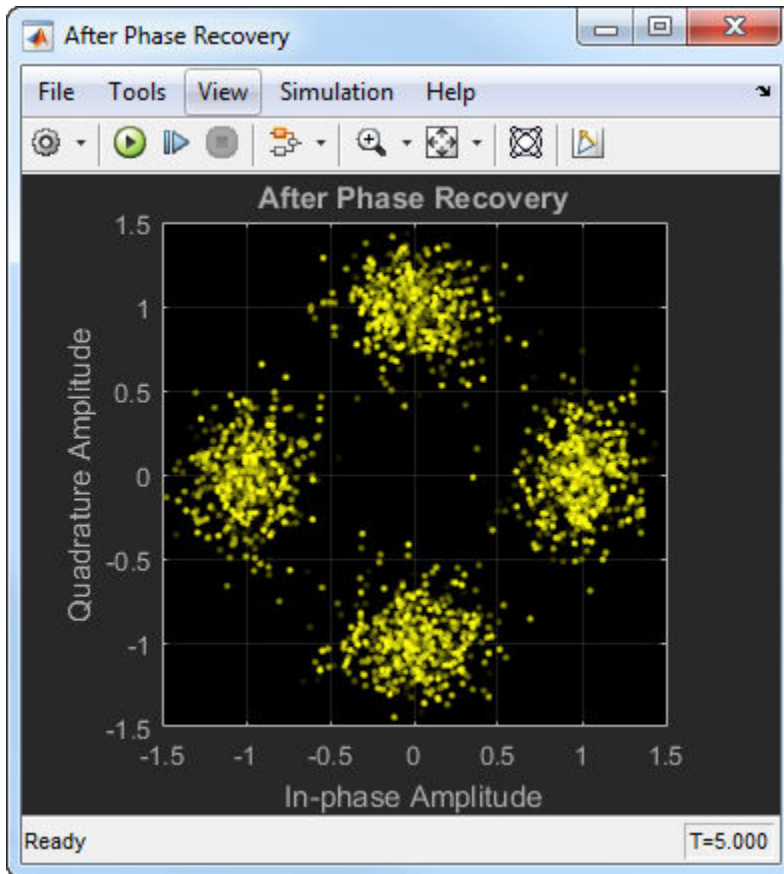 After Phase Recovery
File Tools View Simulation Help
After Phase Recovery
1.5
1
0.5
0
-0.5
-1
-1.5
Quadrature Amplitude
-1.5 -1 -0.5 0 0.5 1 1.5
In-phase Amplitude
Ready T=5.000